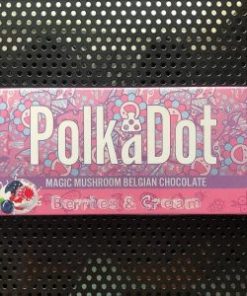 PolkaDot
MAGIC MUSHROOM BELGIAN CHOCOLATE
Berries & Cream